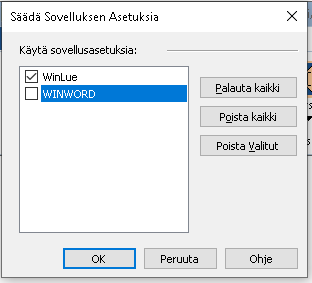 Säädä Sovelluksen Asetuksia
Käytä sovellusasetuksia:
WinLue
WINWORD
Palauta kaikki
Poista kaikki
Poista Valitut
OK
Peruuta
Ohje